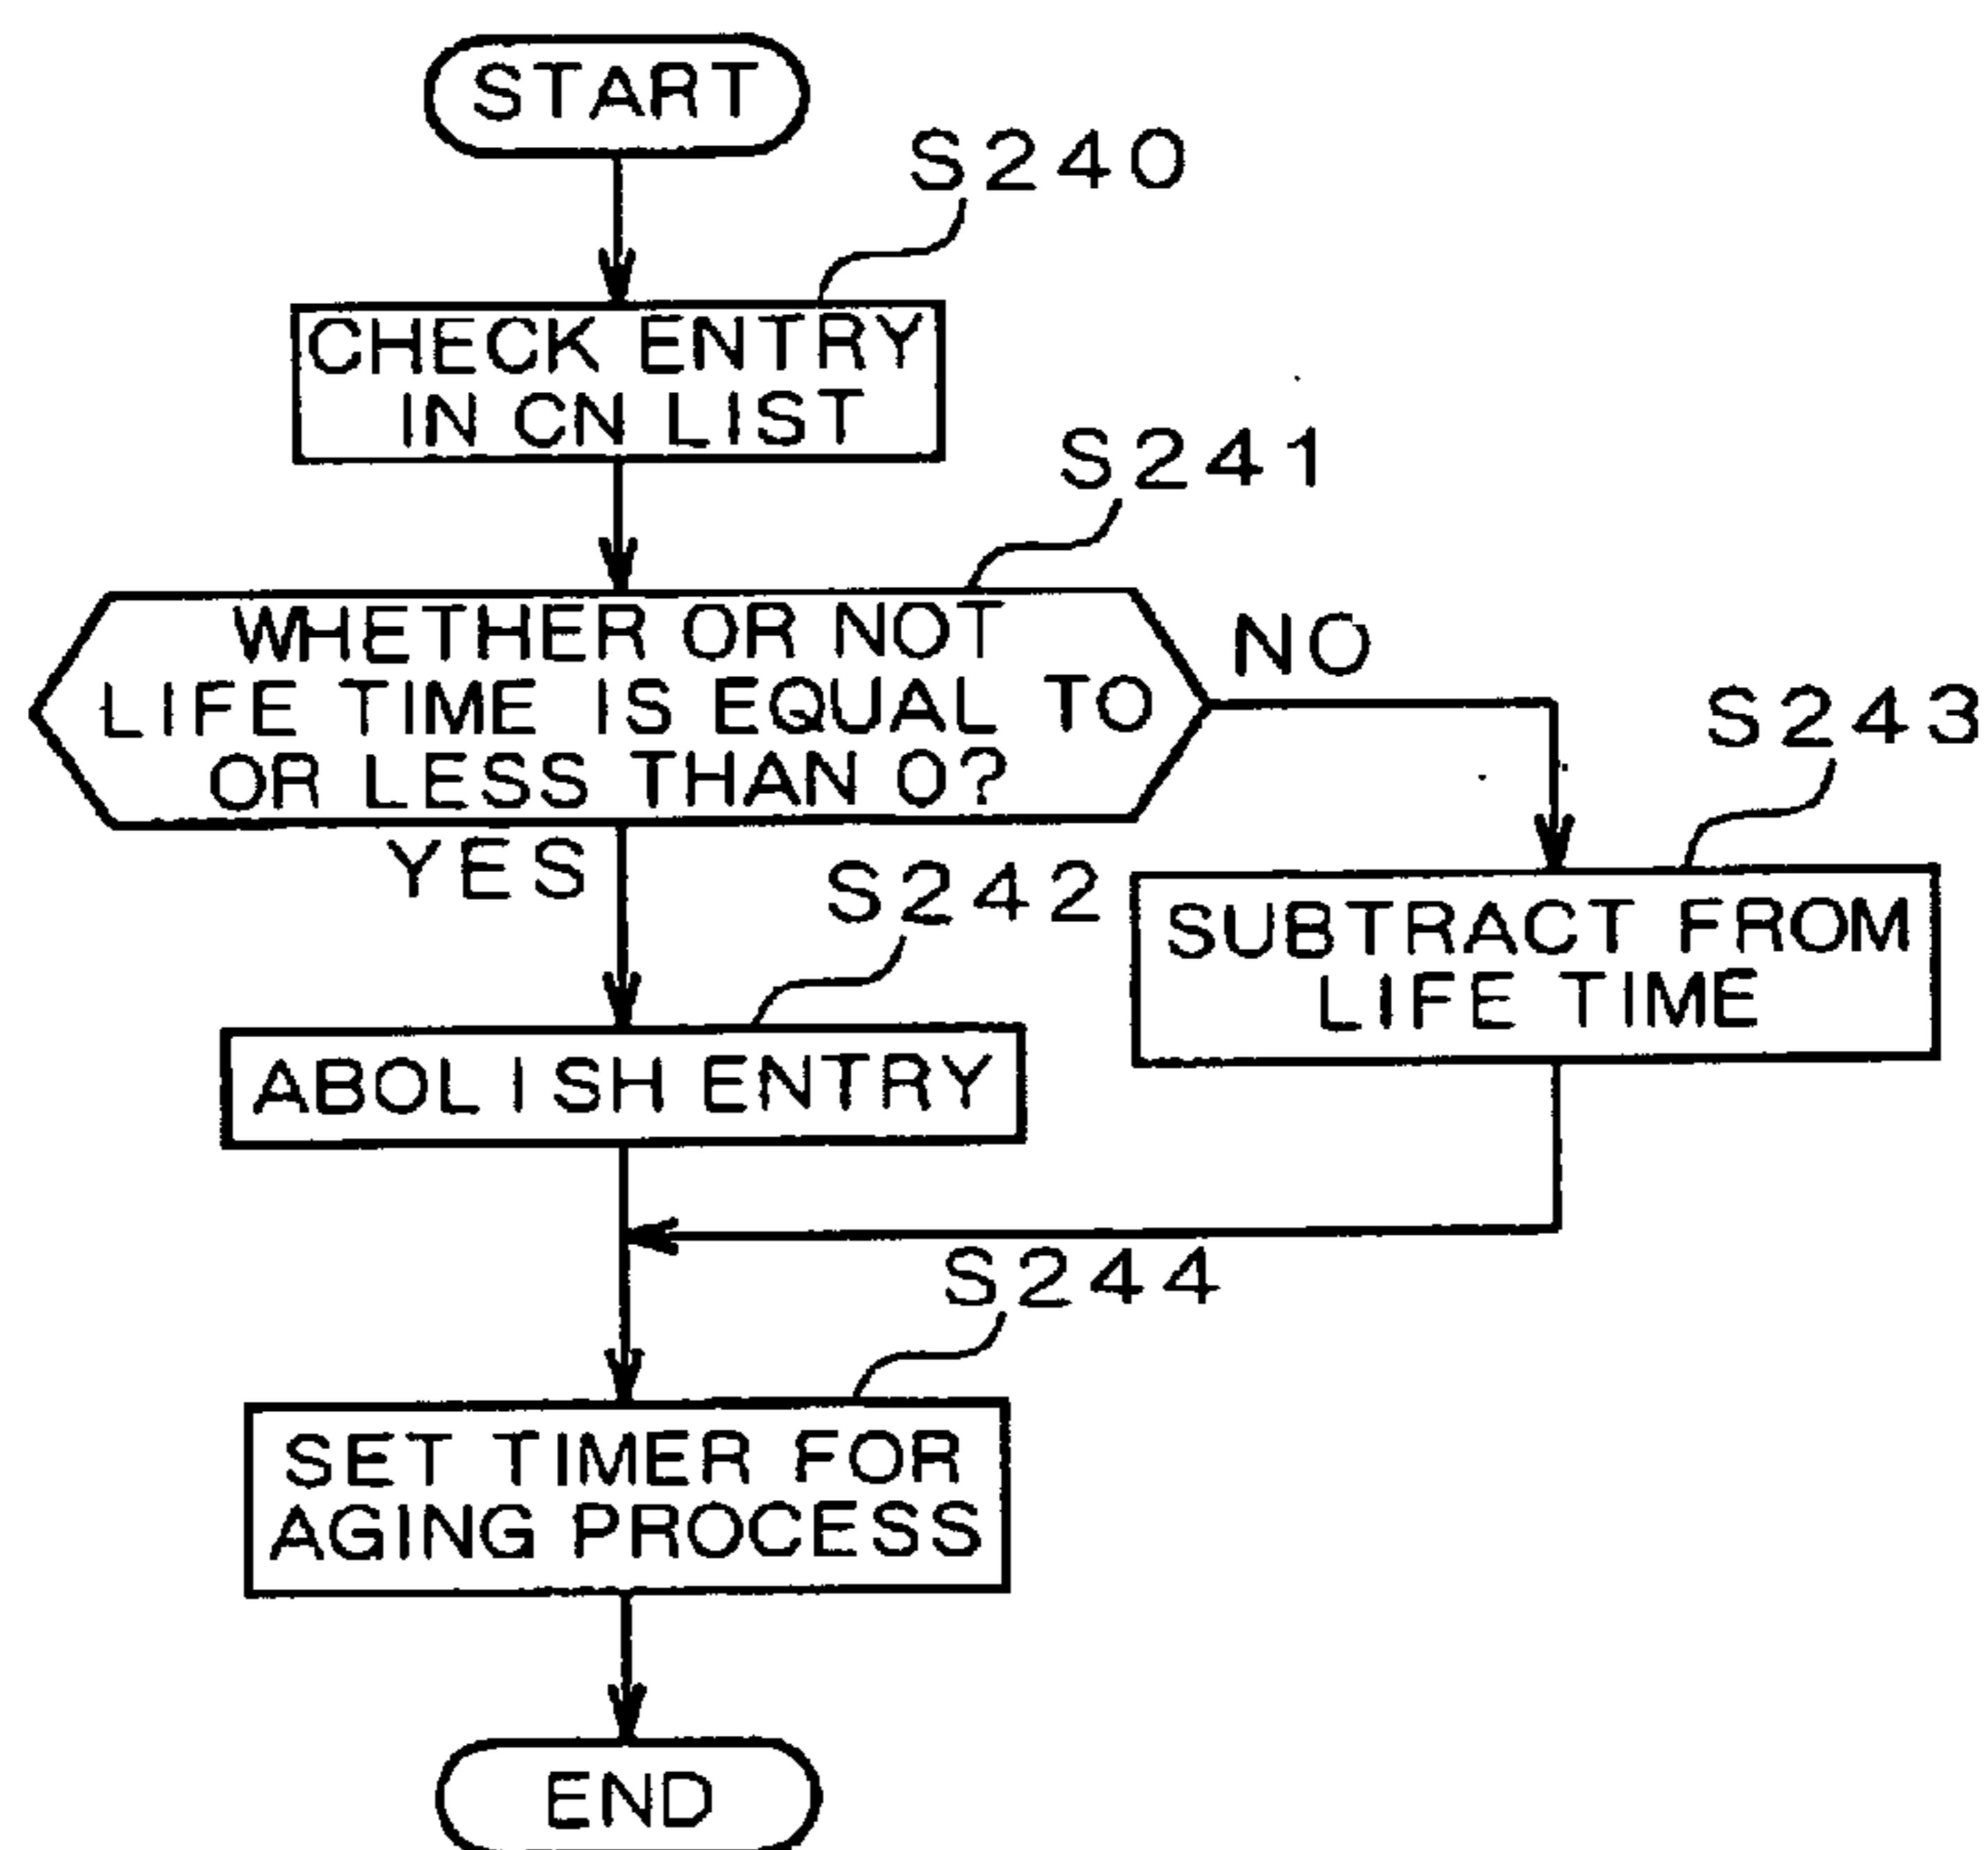 START
S240
CHECK ENTRY
IN CN LIST
S241
WHETHER OR NOT
LIFE TIME IS EQUAL TO
OR LESS THAN 0?
NO
YES
S243
SUBTRACT FROM
LIFE TIME
S242
ABOLISH ENTRY
S244
SET TIMER FOR
AGING PROCESS
END